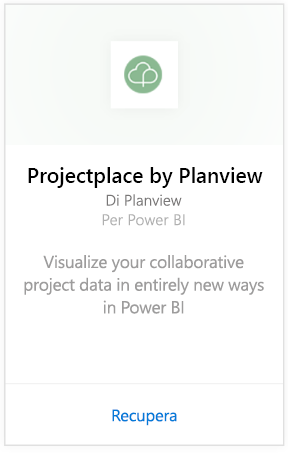 Projectplace by Planview
Di Planview
Per Power BI
Visualize your collaborative
project data in entirely new ways
in Power BI
Recupera